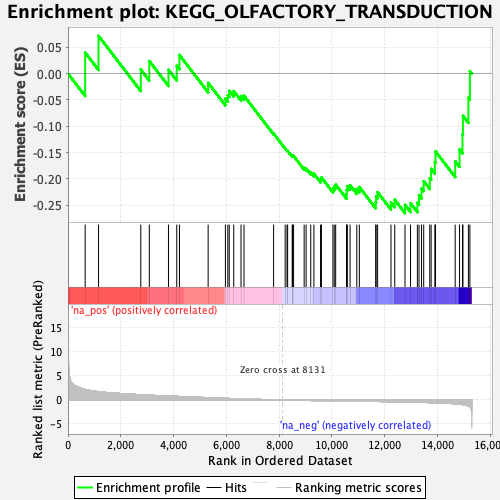 Enrichment plot: KEGG_OLFACTORY_TRANSDUCTION
Enrichment score (ES)
0.05
0.00
-0.05
-0.10
-0.15
-0.20
-0.25
'na_pos' (positively correlated)
Ranked list metric (PreRanked)
15
10
5
0
-5
Zero cross at 8131
'na_neg' (negatively correlated)
0
2,000
4,000
6,000
8,000
10,000
12,000
14,000
16,000
Rank in Ordered Dataset
Enrichment profile
Hits
Ranking metric scores